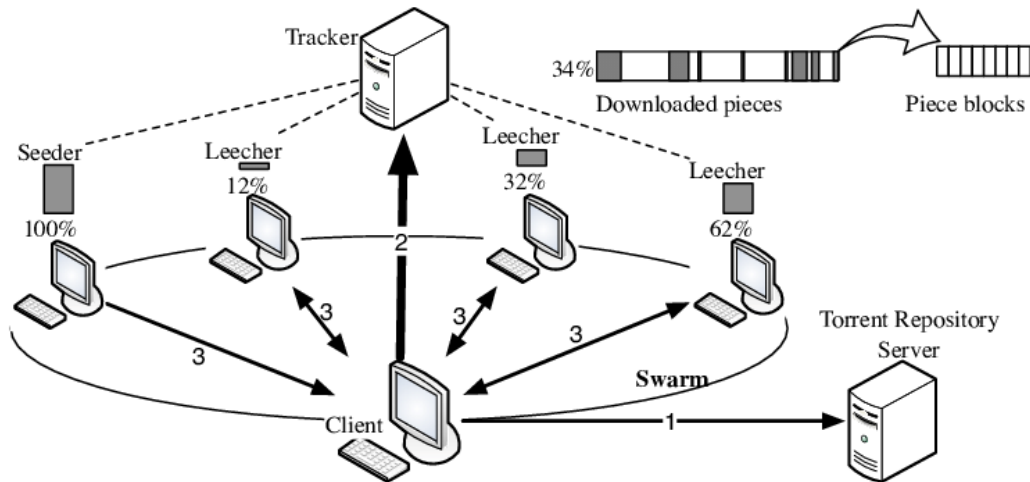 Tracker
34%
Downloaded pieces
Piece blocks
Seeder
Leecher
Leecher
Leecher
12%
32%
100%
62%
2
3
3
3
3
Torrent Repository
Server
Swarm
Client
1